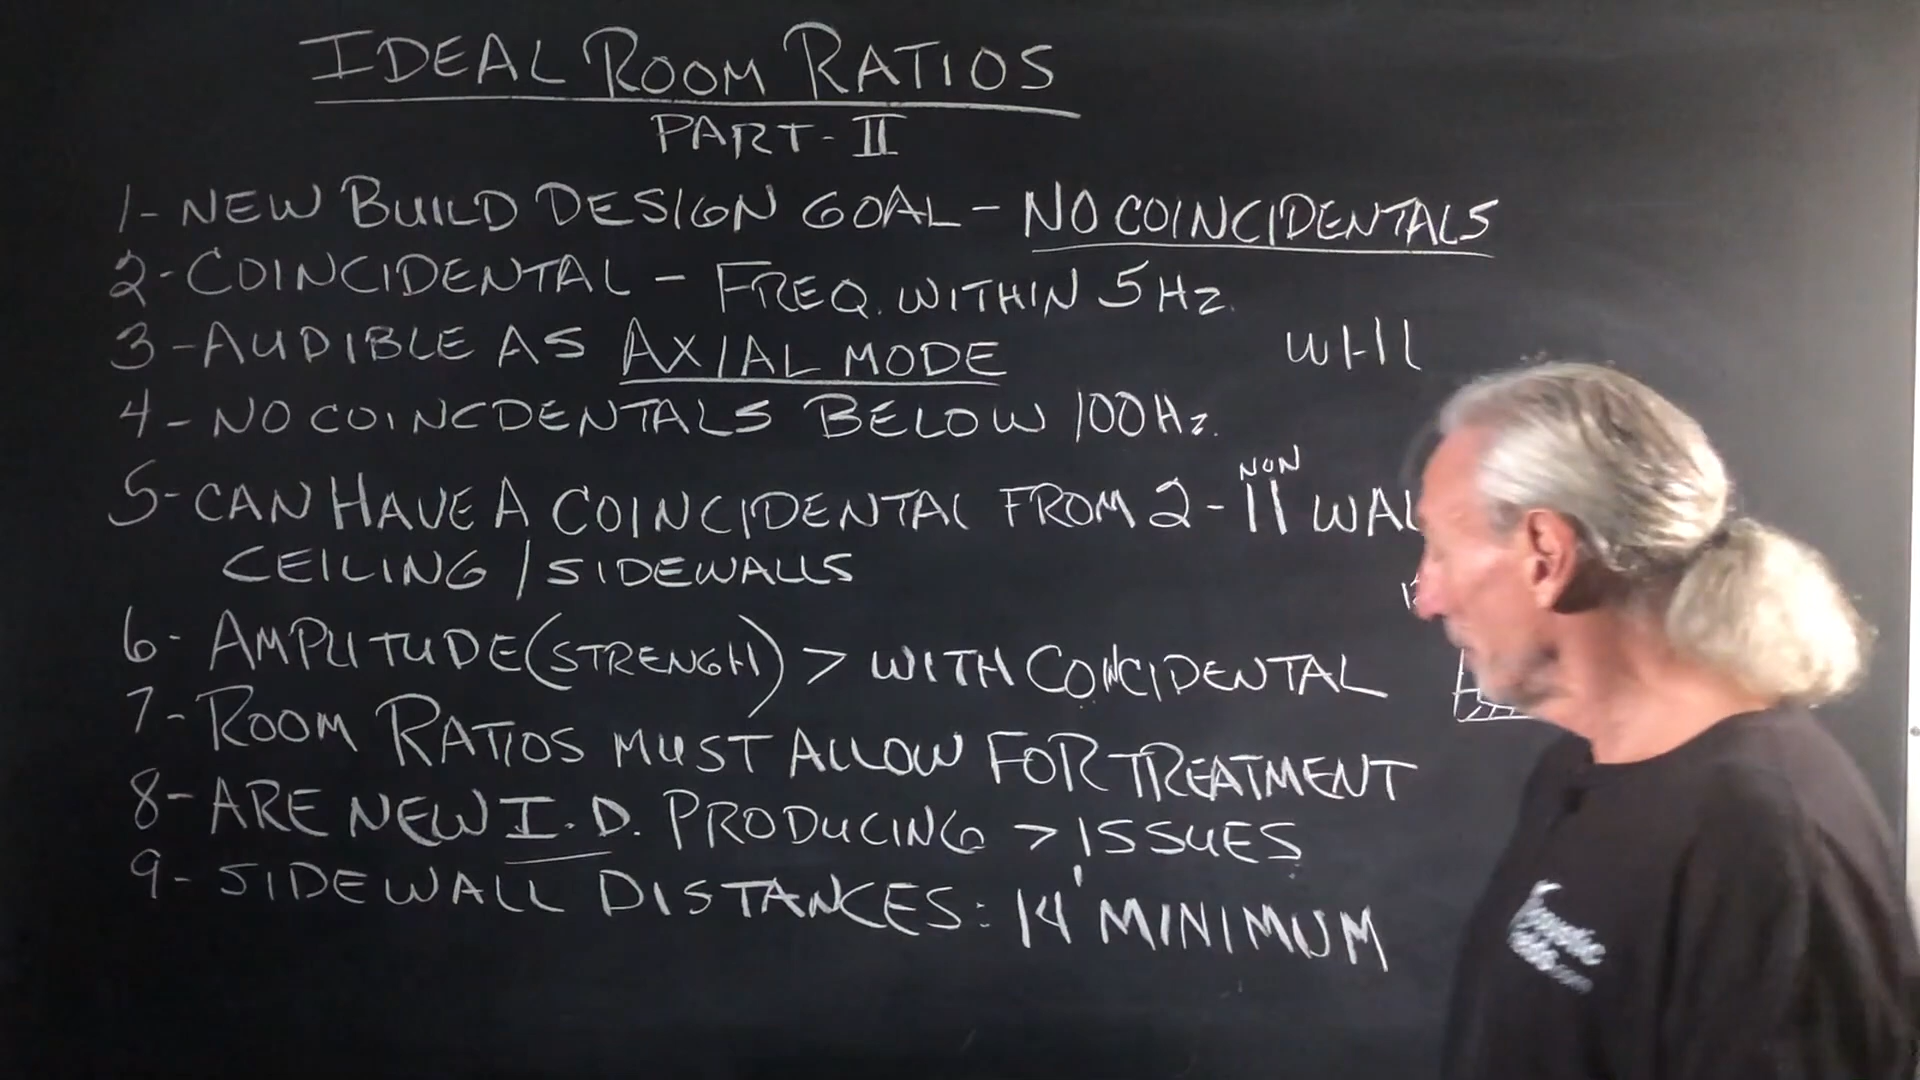 IDEAL ROOM RATIOS
PART-II
1- NEW BUILD DESIGN GOAL - NO COINCIDENTALS
2- COINCIDENTAL - FREQ. WITHIN 5 Hz.
3- AUDIBLE AS AXIAL MODE
WHL
4- NO COINCDENTALS BELOW 100 Hz.
NON
5- CAN HAVE A COINCIDENTAL FROM 2 - || WAL
CEILING / SIDEWALLS
6- AMPLITUDE (STRENGH) > WITH COINCIDENTAL
7- ROOM RATIOS MUST ALLOW FOR TREATMENT
8- ARE NEW I.D. PRODUCING > ISSUES
9- SIDEWALL DISTANCES: 14' MINIMUM